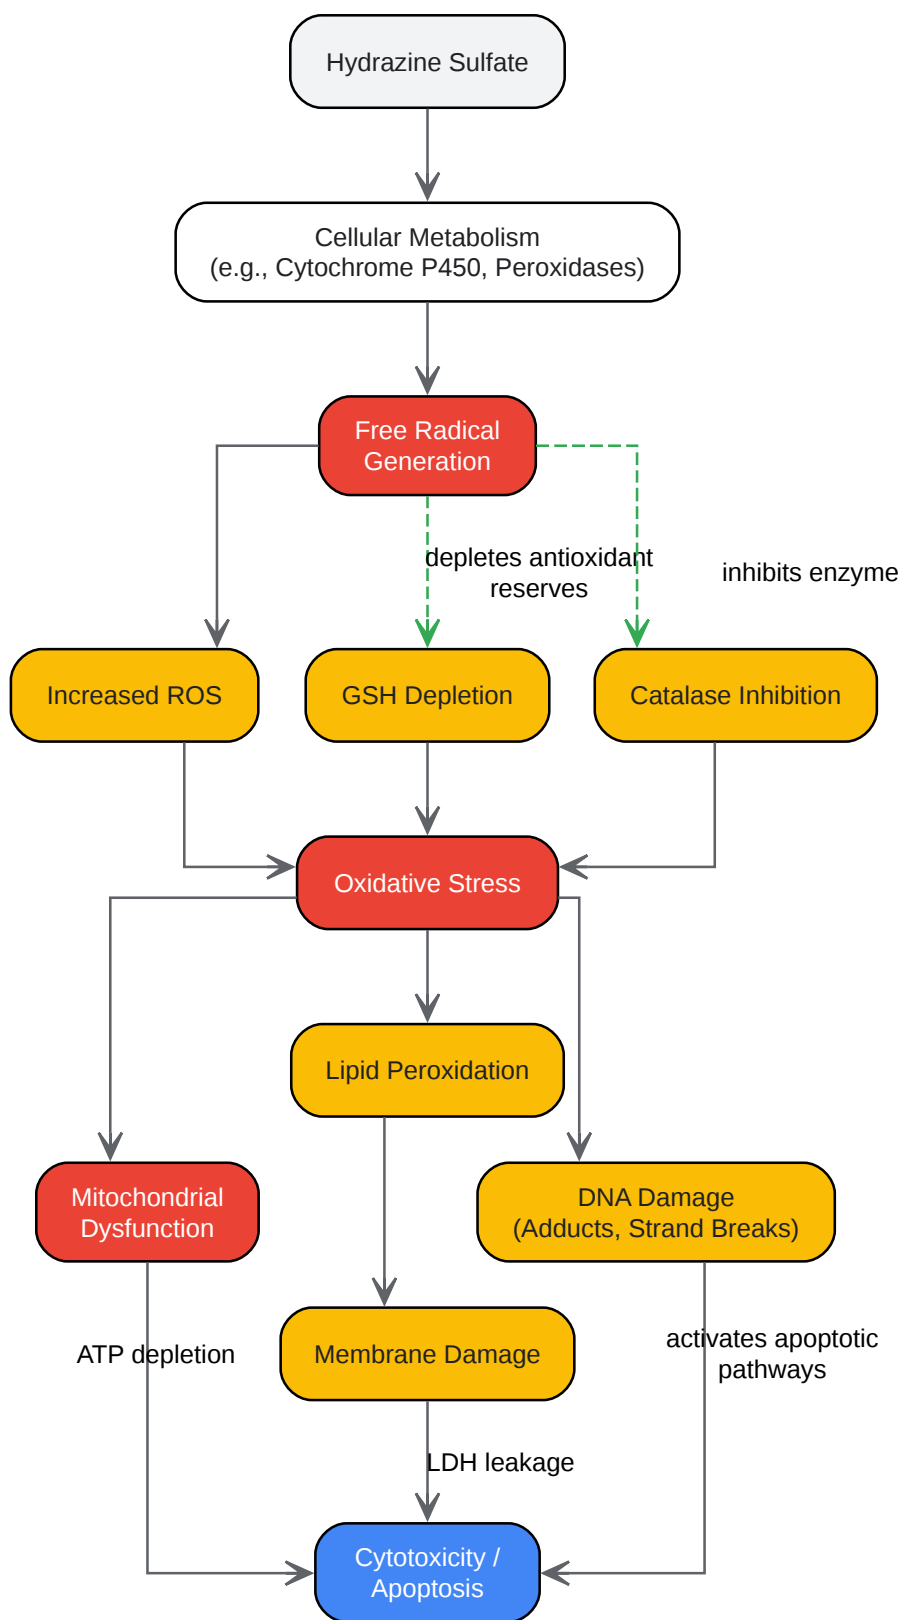 Hydrazine Sulfate
Cellular Metabolism
(e.g., Cytochrome P450, Peroxidases)
Free Radical
Generation
depletes antioxidant
reserves
inhibits enzyme
Increased ROS
GSH Depletion
Catalase Inhibition
Oxidative Stress
Lipid Peroxidation
Mitochondrial
Dysfunction
DNA Damage
(Adducts, Strand Breaks)
ATP depletion
Membrane Damage
activates apoptotic
pathways
LDH leakage
Cytotoxicity /
Apoptosis